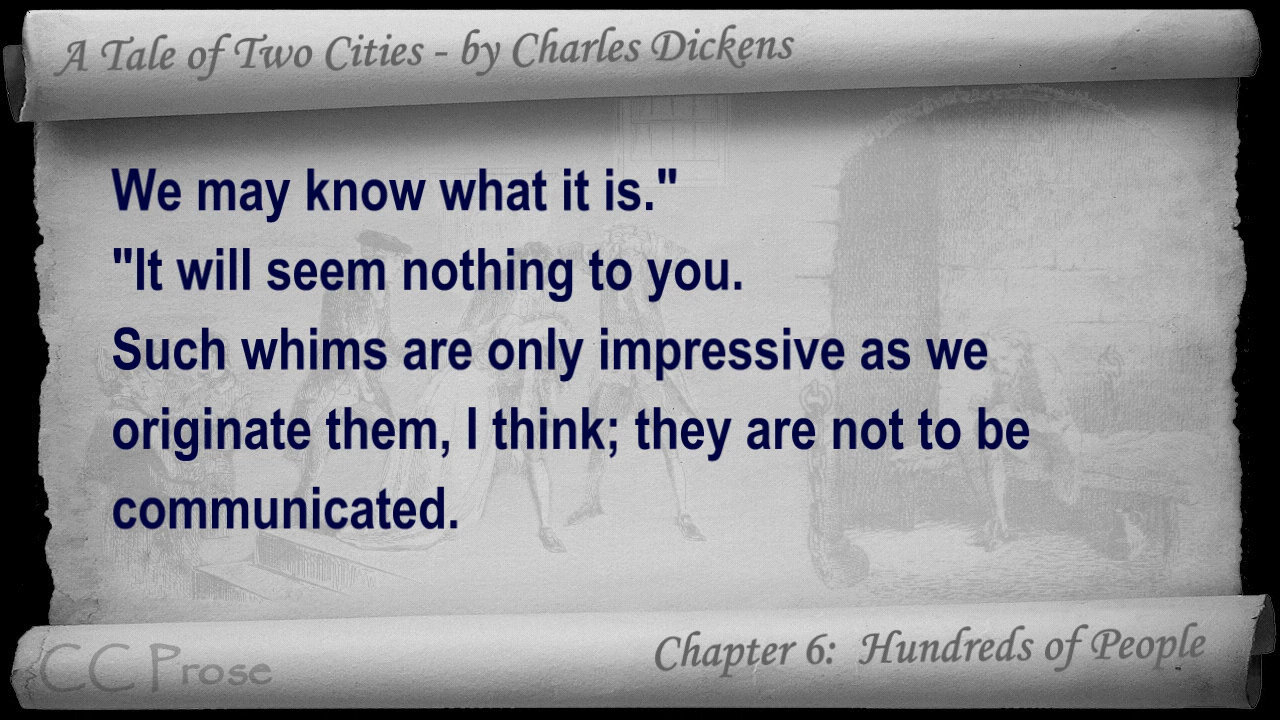 A Tale of Two Cities - by Charles Dickens
We may know what it is."
"It will seem nothing to you.
Such whims are only impressive as we
originate them, I think; they are not to be
communicated.
Chapter 6: Hundreds of People
CC Prose